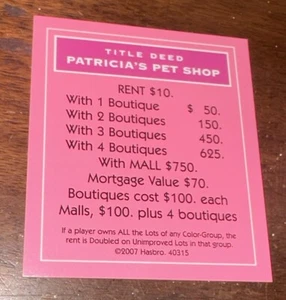 TITLE DEED
PATRICIA'S PET SHOP
RENT $10.
With 1 Boutique $ 50.
With 2 Boutiques 150.
With 3 Boutiques 450.
With 4 Boutiques 625.
With MALL $750.
Mortgage Value $70.
Boutiques cost $100. each
Malls, $100. plus 4 boutiques
If a player owns ALL the Lots of any Color-Group, the
rent is Doubled on Unimproved Lots in that group.
©2007 Hasbro. 40315